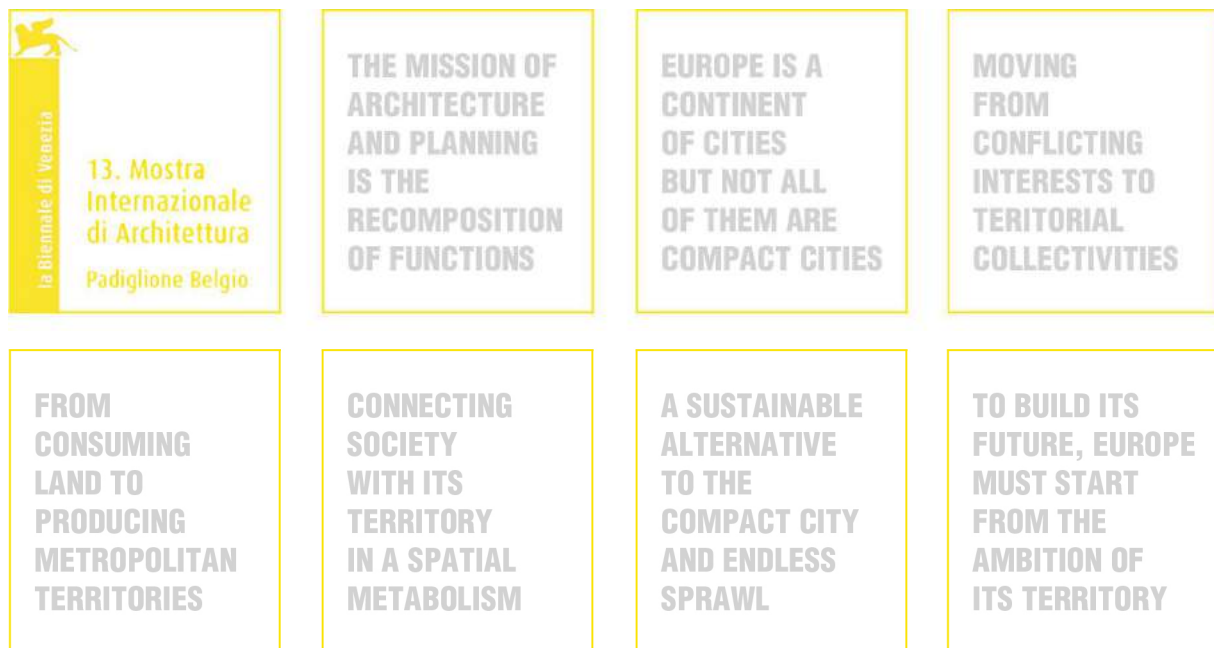 la Biennale di Venezia
13. Mostra
Internazionale
di Architettura
Padiglione Belgio
THE MISSION OF
ARCHITECTURE
AND PLANNING
IS THE
RECOMPOSITION
OF FUNCTIONS
EUROPE IS A
CONTINENT
OF CITIES
BUT NOT ALL
OF THEM ARE
COMPACT CITIES
MOVING
FROM
CONFLICTING
INTERESTS TO
TERITORIAL
COLLECTIVITIES
FROM
CONSUMING
LAND TO
PRODUCING
METROPOLITAN
TERRITORIES
CONNECTING
SOCIETY
WITH ITS
TERRITORY
IN A SPATIAL
METABOLISM
A SUSTAINABLE
ALTERNATIVE
TO THE
COMPACT CITY
AND ENDLESS
SPRAWL
TO BUILD ITS
FUTURE, EUROPE
MUST START
FROM THE
AMBITION OF
ITS TERRITORY